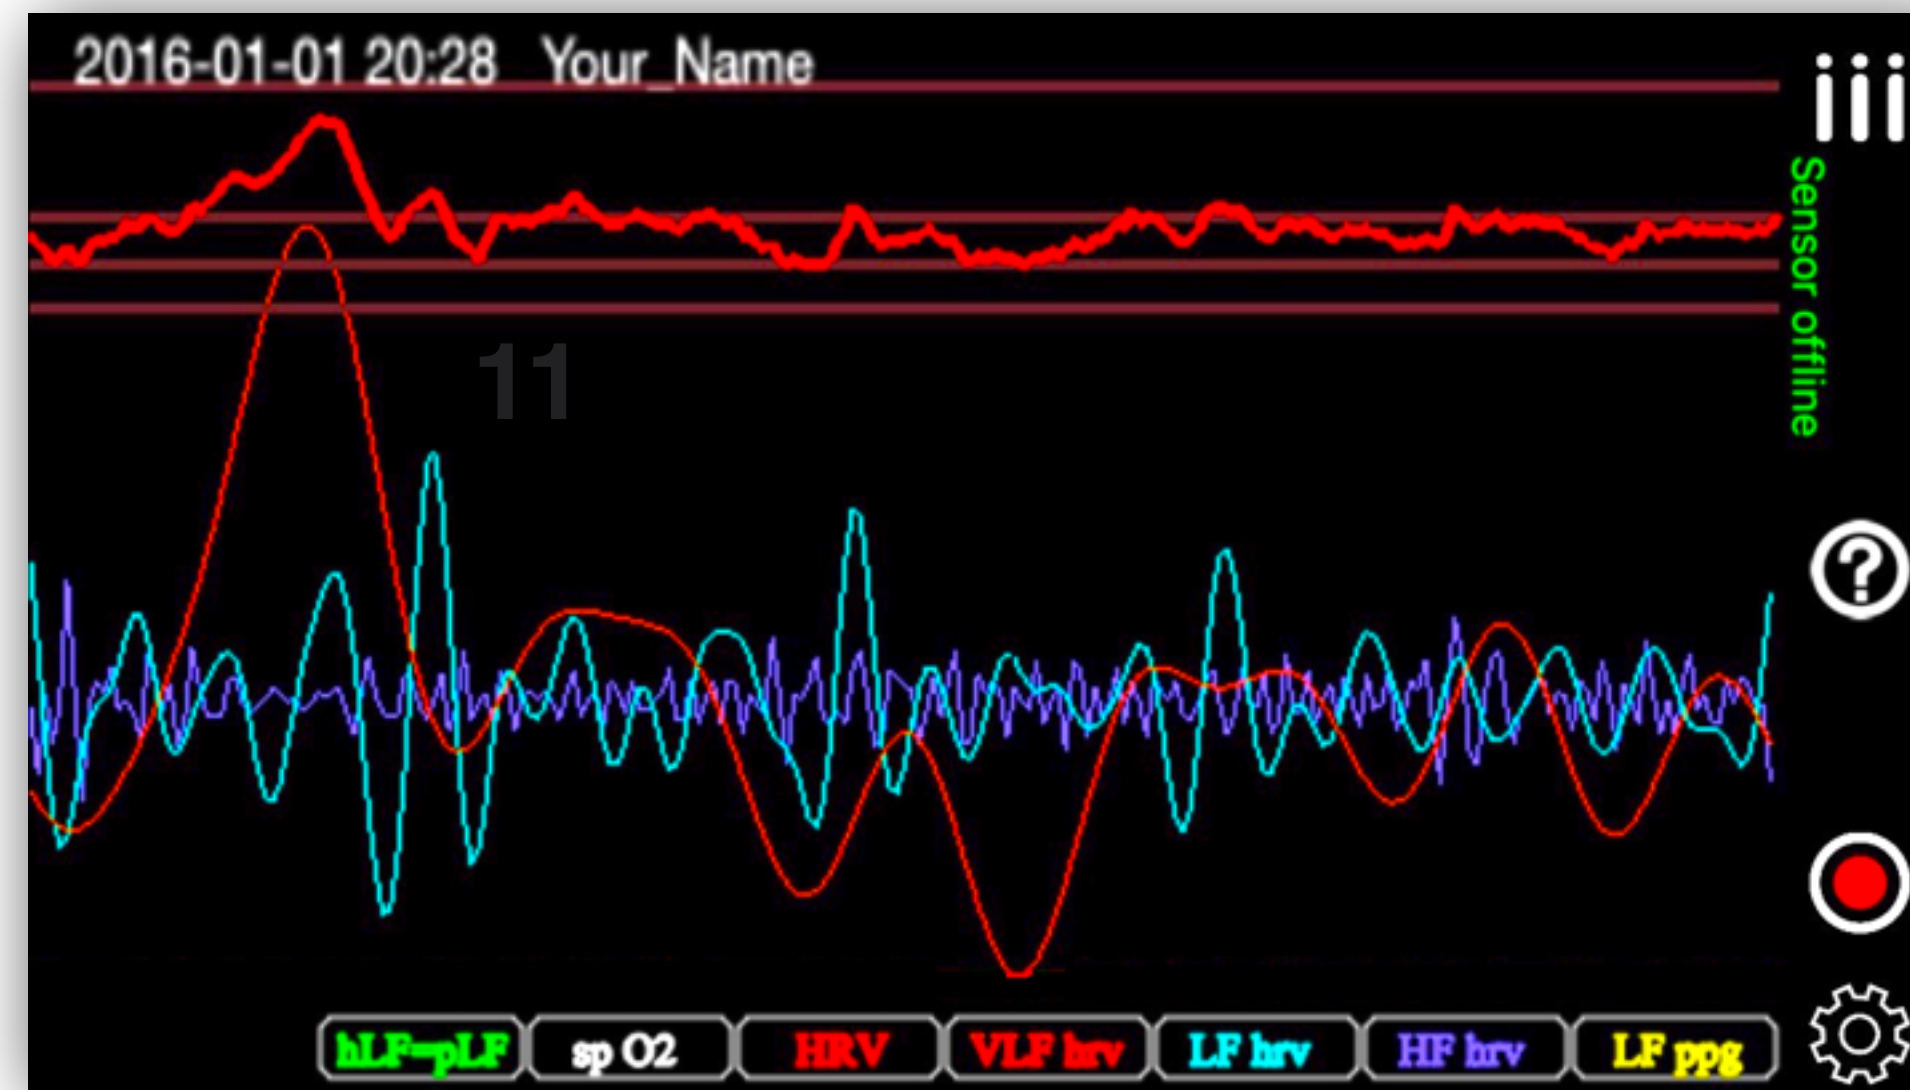 2016-01-01 20:28 Your_Name
iii
Sensor offline
11
?
hLF=pLF
sp O2
HRV
VLF hrv
LF hrv
HF hrv
LF ppg